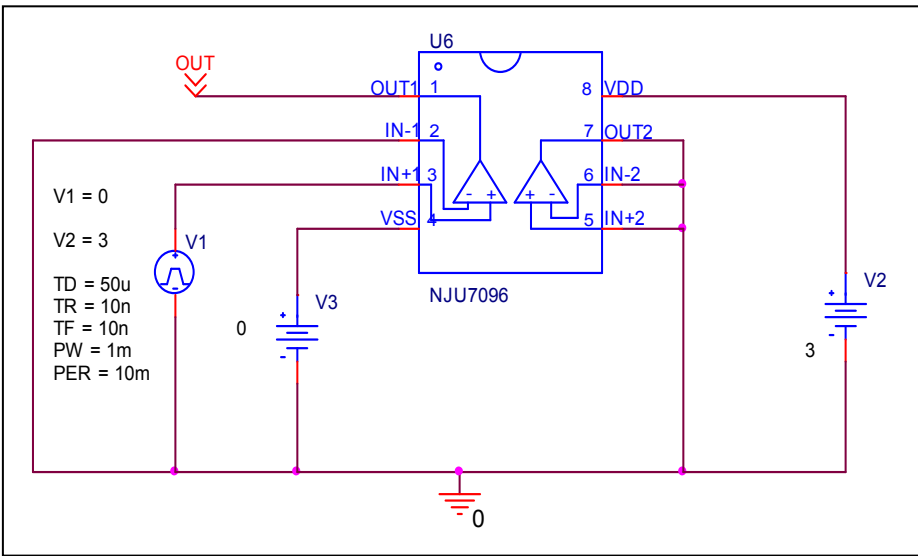 U6
OUT
OUT1 1
8 VDD
IN-1 2
7 OUT2
IN+1 3
6 IN-2
VSS 4
5 IN+2
- +
+ -
NJU7096
V1 = 0
V2 = 3
TD = 50u
TR = 10n
TF = 10n
PW = 1m
PER = 10m
V1
+
-
V3
+
-
0
V2
+
-
3
0